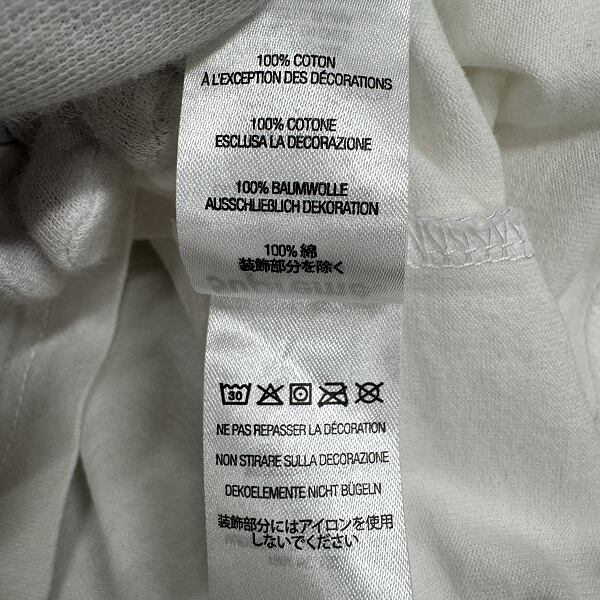 100% COTON
À L'EXCEPTION DES DÉCORATIONS
100% COTONE
ESCLUSA LA DECORAZIONE
100% BAUMWOLLE
AUSSCHLIEßLICH DEKORATION
100% 綿
装飾部分を除く
30
NE PAS REPASSER LA DÉCORATION
NON STIRARE SULLA DECORAZIONE
DEKOELEMENTE NICHT BÜGELN
装飾部分にはアイロンを使用
しないでください